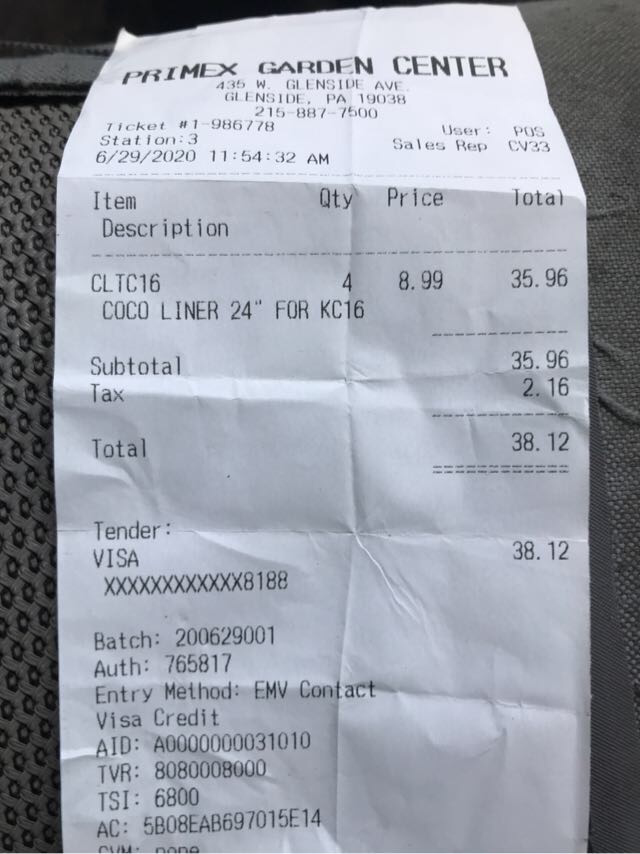 PRIMEX GARDEN CENTER
435 W. GLENSIDE AVE.
GLENSIDE, PA 19038
215-887-7500
Ticket #1-986778 User: POS
Station:3 Sales Rep CV33
6/29/2020 11:54:32 AM
Item Qty Price Total
Description
CLTC16 4 8.99 35.96
COCO LINER 24" FOR KC16
Subtotal 35.96
Tax 2.16
Total 38.12
Tender:
VISA 38.12
XXXXXXXXXXXX8188
Batch: 200629001
Auth: 765817
Entry Method: EMV Contact
Visa Credit
AID: A0000000031010
TVR: 8080008000
TSI: 6800
AC: 5B08EAB697015E14
CVM: none